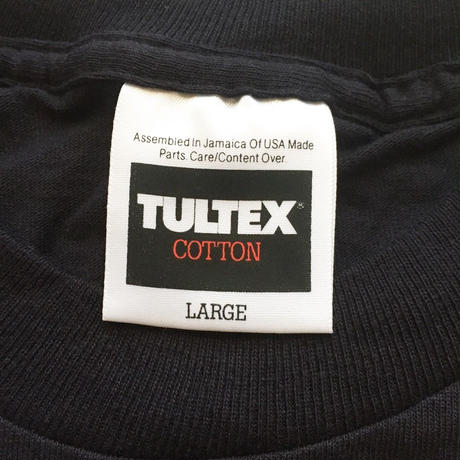 Assembled In Jamaica Of USA Made
Parts. Care/Content Over.
TULTEX®
COTTON
LARGE